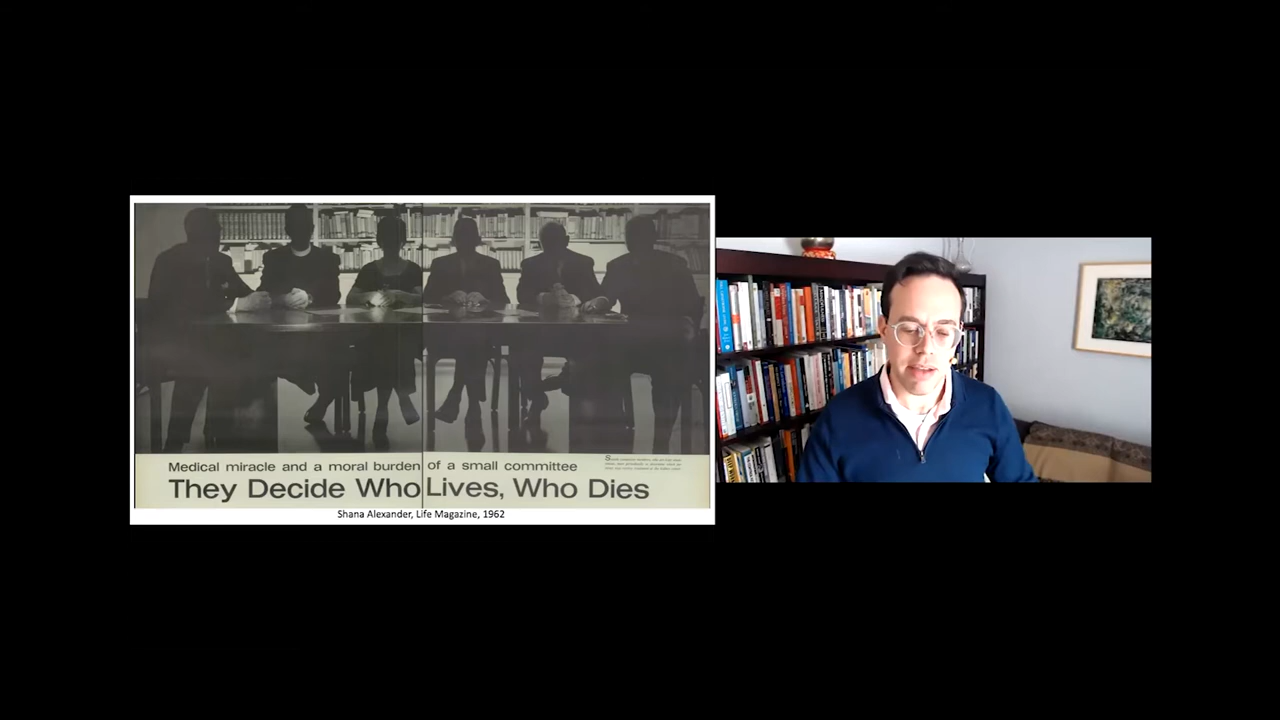 Medical miracle and a moral burden of a small committee
They Decide Who Lives, Who Dies
Shana Alexander, Life Magazine, 1962